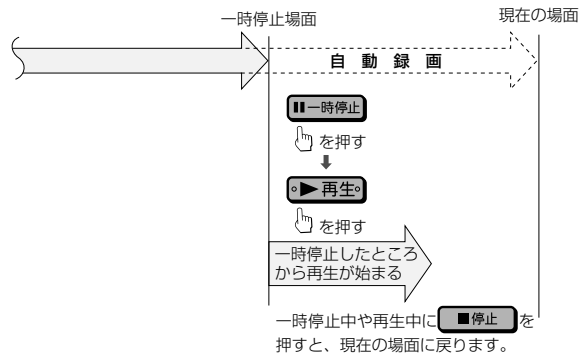 一時停止場面
現在の場面
自動録画
一時停止
を押す
再生
を押す
一時停止したところ
から再生が始まる
一時停止中や再生中に 停止 を
押すと、現在の場面に戻ります。